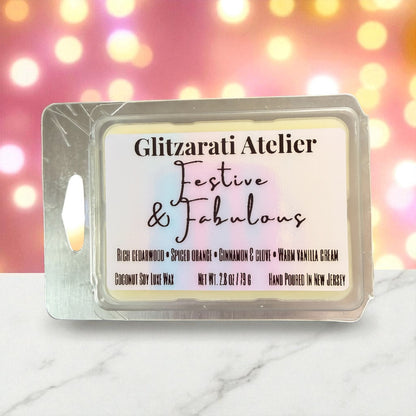 Glitzarati Atelier
Festive
& Fabulous
Rich cedarwood • Spiced orange • Cinnamon & clove • Warm vanilla cream
Coconut Soy Luxe Wax Net Wt. 2.8 oz / 79 g Hand Poured In New Jersey